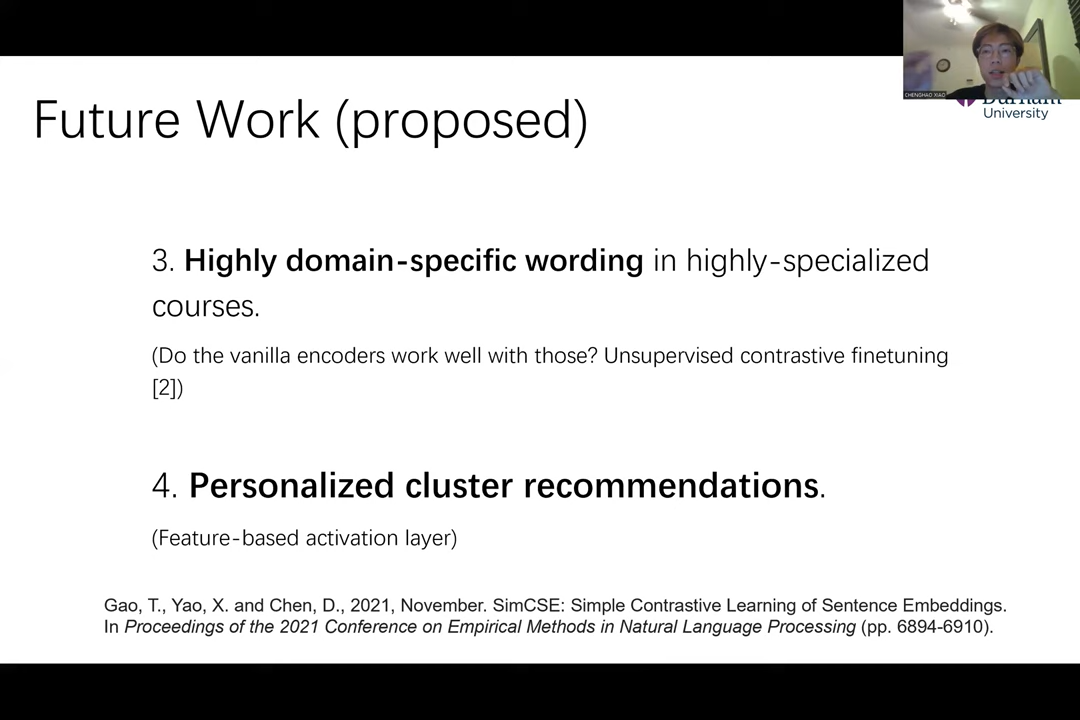 CHENGHAO XIAO
Durham
University
Future Work (proposed)
3. Highly domain-specific wording in highly-specialized
courses.
(Do the vanilla encoders work well with those? Unsupervised contrastive finetuning
[2])
4. Personalized cluster recommendations.
(Feature-based activation layer)
Gao, T., Yao, X. and Chen, D., 2021, November. SimCSE: Simple Contrastive Learning of Sentence Embeddings.
In Proceedings of the 2021 Conference on Empirical Methods in Natural Language Processing (pp. 6894-6910).